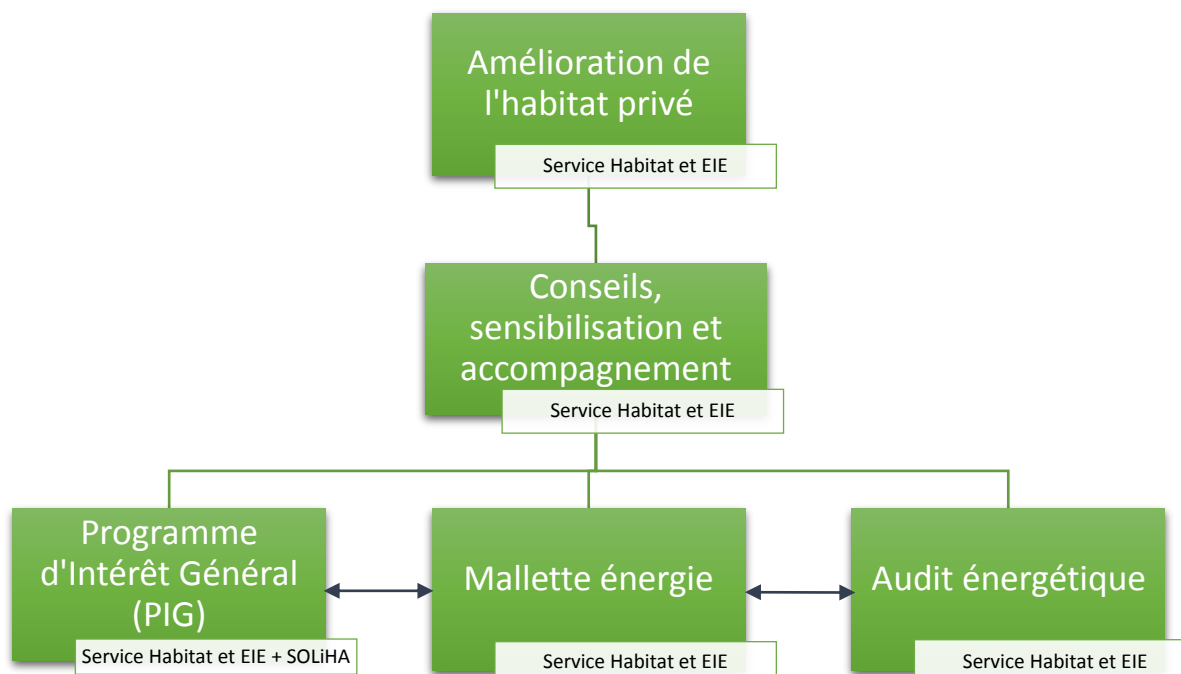 Amélioration de
l'habitat privé
Service Habitat et EIE
Conseils,
sensibilisation et
accompagnement
Service Habitat et EIE
Programme
d'Intérêt Général
(PIG)
Service Habitat et EIE + SOLiHA
Mallette énergie
Service Habitat et EIE
Audit énergétique
Service Habitat et EIE